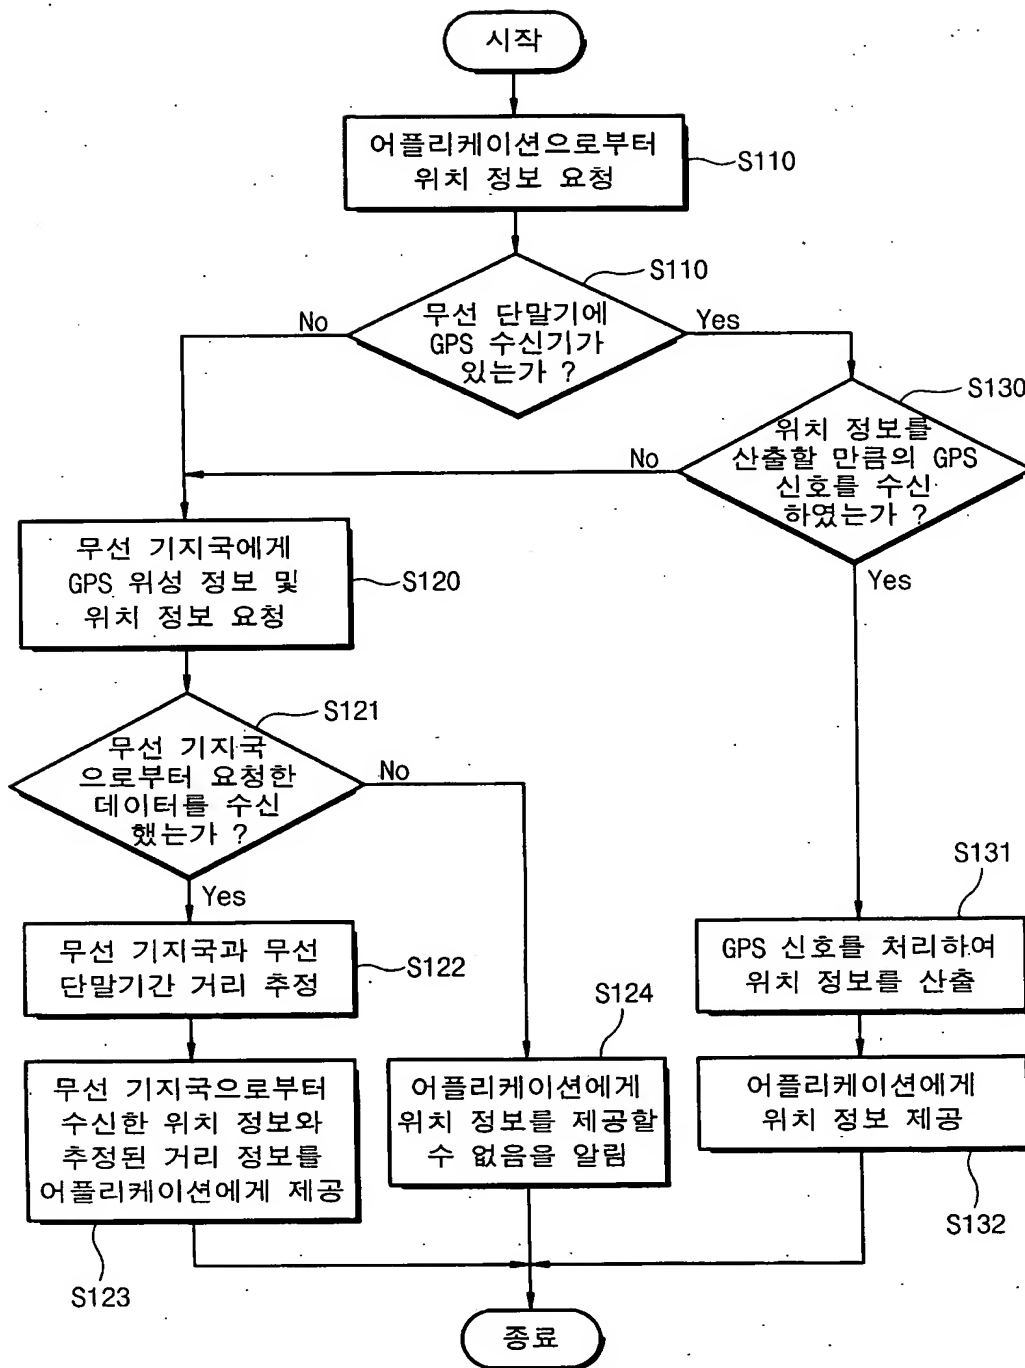 시작
어플리케이션으로부터
위치 정보 요청
S110
S110
무선 단말기에
GPS 수신기가
있는가 ?
No
Yes
S130
위치 정보를
산출할 만큼의 GPS
신호를 수신
하였는가 ?
No
Yes
무선 기지국에게
GPS 위성 정보 및
위치 정보 요청
S120
S121
무선 기지국
으로부터 요청한
데이터를 수신
했는가 ?
No
Yes
무선 기지국과 무선
단말기간 거리 추정
S122
S131
GPS 신호를 처리하여
위치 정보를 산출
무선 기지국으로부터
수신한 위치 정보와
추정된 거리 정보를
어플리케이션에게 제공
S123
S124
어플리케이션에게
위치 정보를 제공할
수 없음을 알림
어플리케이션에게
위치 정보 제공
S132
종료